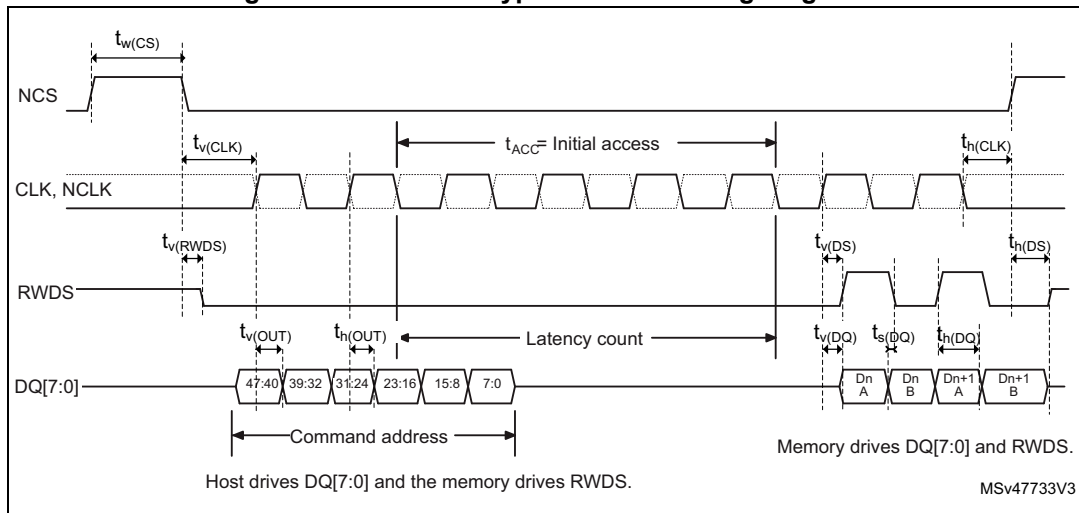 tw(CS)
NCS
tv(CLK)
tACC= Initial access
th(CLK)
CLK, NCLK
tv(RWDS)
tv(DS)
th(DS)
RWDS
tv(OUT)
th(OUT)
Latency count
tv(DQ)
ts(DQ)
th(DQ)
DQ[7:0]
47:40
39:32
31:24
23:16
15:8
7:0
Dn
A
Dn
B
Dn+1
A
Dn+1
B
Command address
Memory drives DQ[7:0] and RWDS.
Host drives DQ[7:0] and the memory drives RWDS.
MSv47733V3